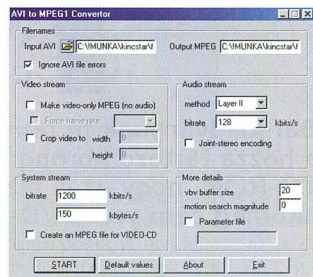 AVI to MPEG1 Convertor
Filenames
Input AVI C:\MUNKA\kincstar\f Output MPEG C:\MUNKA\kincstar\f
Ignore AVI file errors
Video stream
Make video-only MPEG (no audio)
Force frame rate
Crop video to width 0
height 0
Audio stream
method Layer II
bitrate 128 kbits/s
Joint-stereo encoding
System stream
bitrate 1200 kbits/s
150 kbytes/s
Create an MPEG file for VIDEO-CD
More details
vbv buffer size 20
motion search magnitude 0
Parameter file
START Default values About Exit